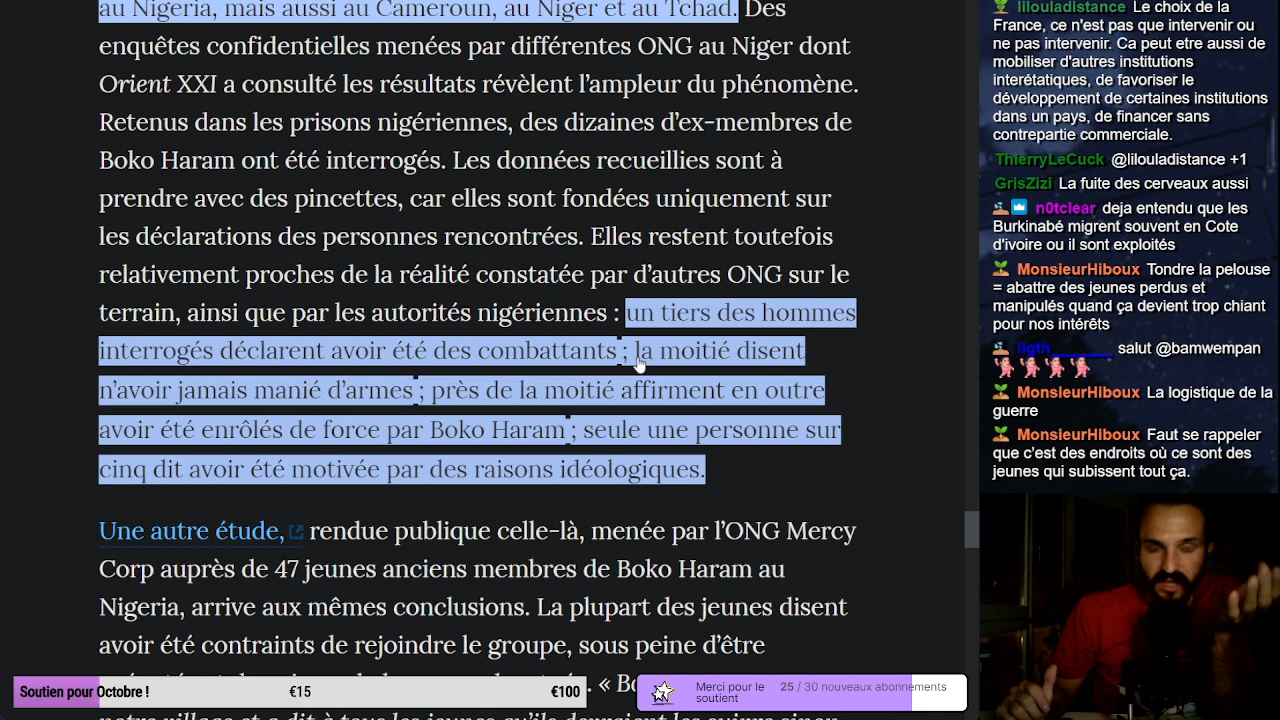 au Nigeria, mais aussi au Cameroun, au Niger et au Tchad. Des
enquêtes confidentielles menées par différentes ONG au Niger dont
Orient XXI a consulté les résultats révèlent l’ampleur du phénomène.
Retenus dans les prisons nigériennes, des dizaines d’ex-membres de
Boko Haram ont été interrogés. Les données recueillies sont à
prendre avec des pincettes, car elles sont fondées uniquement sur
les déclarations des personnes rencontrées. Elles restent toutefois
relativement proches de la réalité constatée par d’autres ONG sur le
terrain, ainsi que par les autorités nigériennes : un tiers des hommes
interrogés déclarent avoir été des combattants ; la moitié disent
n’avoir jamais manié d’armes ; près de la moitié affirment en outre
avoir été enrôlés de force par Boko Haram ; seule une personne sur
cinq dit avoir été motivée par des raisons idéologiques.
Une autre étude, rendue publique celle-là, menée par l’ONG Mercy
Corp auprès de 47 jeunes anciens membres de Boko Haram au
Nigeria, arrive aux mêmes conclusions. La plupart des jeunes disent
avoir été contraints de rejoindre le groupe, sous peine d’être
« Bo
Soutien pour Octobre !
€15
€100
Merci pour le
soutient
25 / 30 nouveaux abonnements
lilouladistance Le choix de la
France, ce n'est pas que intervenir ou
ne pas intervenir. Ca peut etre aussi de
mobiliser d'autres institutions
interétatiques, de favoriser le
développement de certaines institutions
dans un pays, de financer sans
contrepartie commerciale.
ThierryLeCuck @lilouladistance +1
GrisZizi La fuite des cerveaux aussi
n0tclear deja entendu que les
Burkinabé migrent souvent en Cote
d'ivoire ou il sont exploités
MonsieurHiboux Tondre la pelouse
= abattre des jeunes perdus et
manipulés quand ça devient trop chiant
pour nos intérêts
ligth_______ salut @bamwempan
MonsieurHiboux La logistique de la
guerre
MonsieurHiboux Faut se rappeler
que c'est des endroits où ce sont des
jeunes qui subissent tout ça.